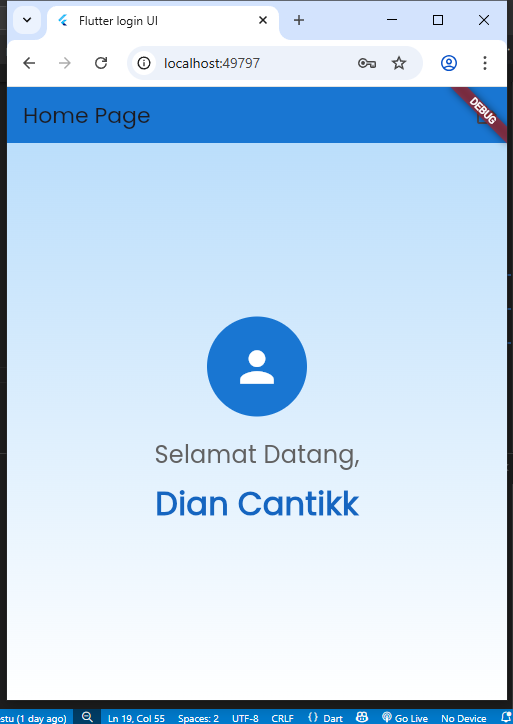 Flutter login UI
localhost:49797
Home Page
DEBUG
Selamat Datang,
Dian Cantikk
estu (1 day ago) Ln 19, Col 55 Spaces: 2 UTF-8 CRLF {} Dart Go Live No Device